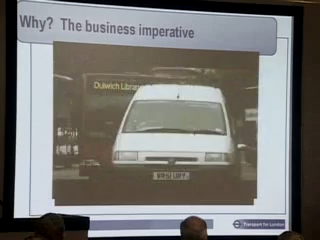 Why? The business imperative
Dulwich Library
Transport for London